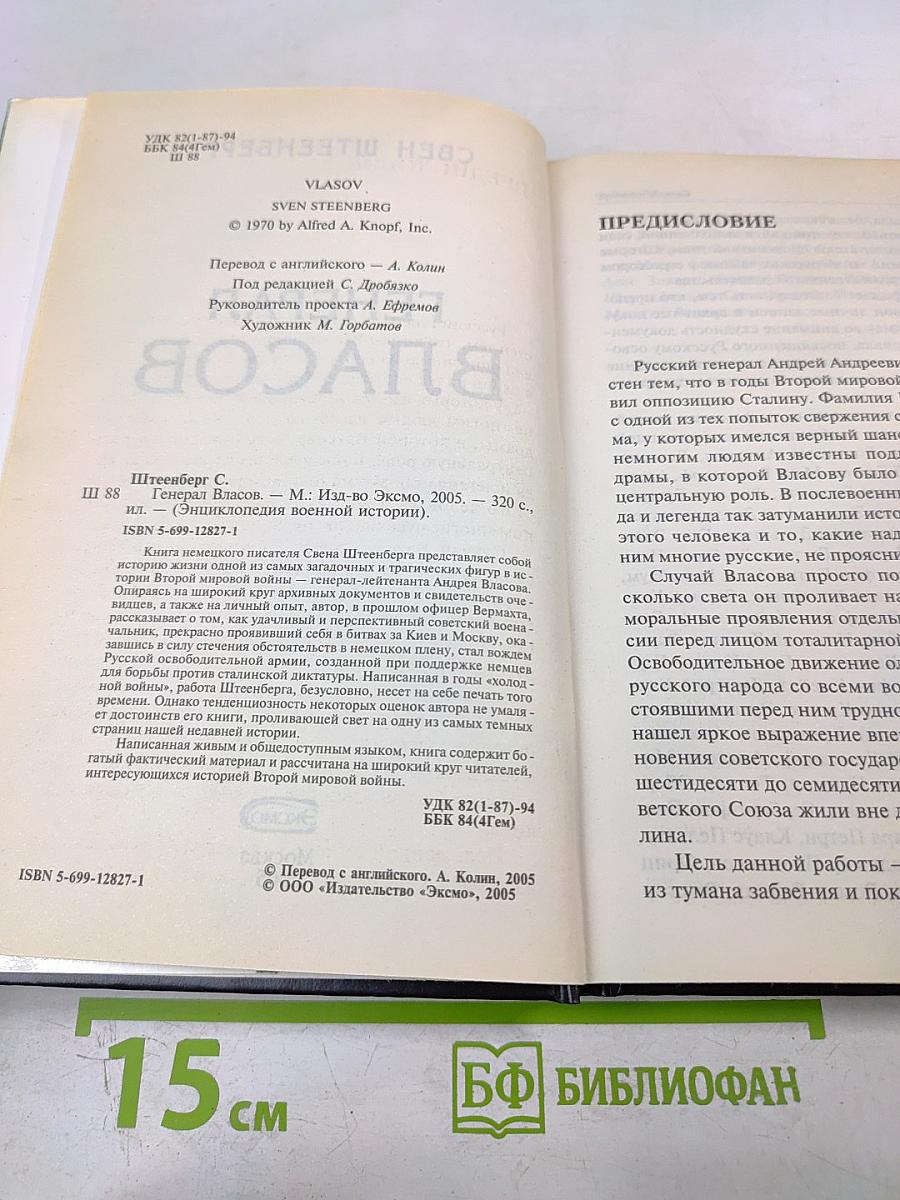 УДК 82(1-87)-94
ББК 84(4Гем)
Ш 88
VLASOV
SVEN STEENBERG
© 1970 by Alfred A. Knopf, Inc.
Перевод с английского — А. Колин
Под редакцией С. Дробязко
Руководитель проекта А. Ефремов
Художник М. Горбатов
Штеенберг С.
Ш 88 Генерал Власов. — М.: Изд-во Эксмо, 2005. — 320 с.,
ил. — (Энциклопедия военной истории).
ISBN 5-699-12827-1
Книга немецкого писателя Свена Штеенберга представляет собой
историю жизни одной из самых загадочных и трагических фигур в ис-
тории Второй мировой войны — генерал-лейтенанта Андрея Власова.
Опираясь на широкий круг архивных документов и свидетельств оче-
видцев, а также на личный опыт, автор, в прошлом офицер Вермахта,
рассказывает о том, как удачливый и перспективный советский воена-
чальник, прекрасно проявивший себя в битвах за Киев и Москву, ока-
завшись в силу стечения обстоятельств в немецком плену, стал вождем
Русской освободительной армии, созданной при поддержке немцев
для борьбы против сталинской диктатуры. Написанная в годы «холод-
ной войны», работа Штеенберга, безусловно, несет на себе печать того
времени. Однако тенденциозность некоторых оценок автора не умаля-
ет достоинств его книги, проливающей свет на одну из самых темных
страниц нашей недавней истории.
Написанная живым и общедоступным языком, книга содержит бо-
гатый фактический материал и рассчитана на широкий круг читателей,
интересующихся историей Второй мировой войны.
УДК 82(1-87)-94
ББК 84(4Гем)
ISBN 5-699-12827-1
© Перевод с английского. А. Колин, 2005
© ООО «Издательство «Эксмо», 2005
ПРЕДИСЛОВИЕ
Русский генерал Андрей Андрееви
стен тем, что в годы Второй мировой
вил оппозицию Сталину. Фамилия
с одной из тех попыток свержения с
ма, у которых имелся верный шанс
немногим людям известны подл
драмы, в которой Власову было
центральную роль. В послевоенн
да и легенда так затуманили исто
этого человека и то, какие над
ним многие русские, не проясни
Случай Власова просто по
сколько света он проливает на
моральные проявления отдель
сии перед лицом тоталитарной
Освободительное движение ол
русского народа со всеми во
стоявшими перед ним трудно
нашел яркое выражение впе
новения советского государ
шестидесяти до семидесяти
ветского Союза жили вне д
лина.
Цель данной работы —
из тумана забвения и пок
15 см
БФ БИБЛИОФАН